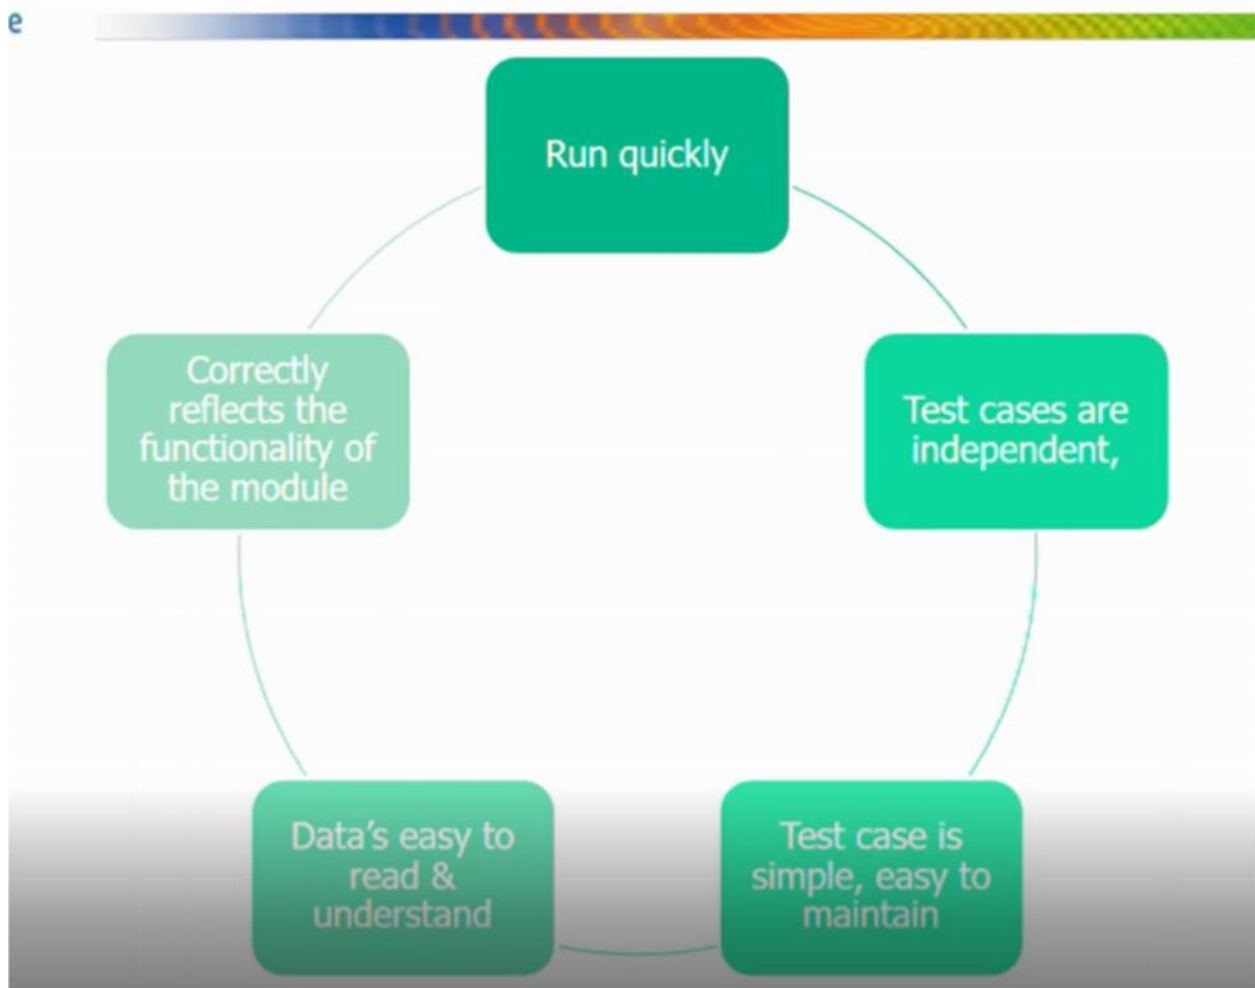 e
Run quickly
Test cases are
independent,
Test case is
simple, easy to
maintain
Data's easy to
read &
understand
Correctly
reflects the
functionality of
the module